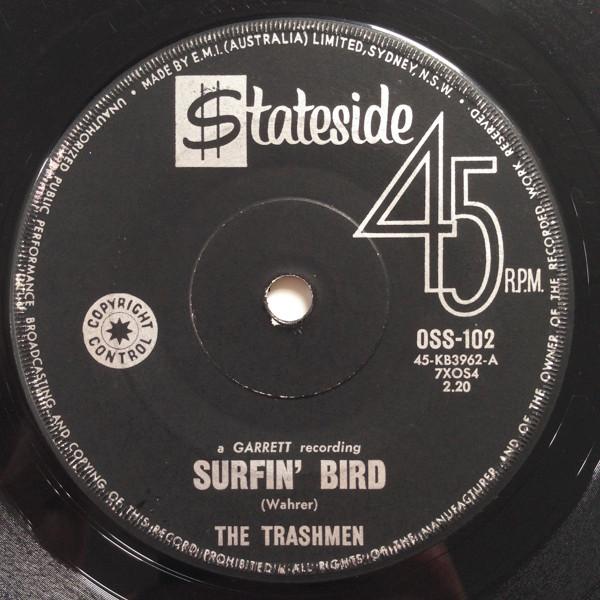 MADE BY E.M.I. (AUSTRALIA) LIMITED, SYDNEY, N.S.W.
$tateside
45
R.P.M.
COPYRIGHT
CONTROL
OSS-102
45-KB3962-A
7XOS4
2.20
a GARRETT recording
SURFIN' BIRD
(Wahrer)
THE TRASHMEN
UNAUTHORIZED PUBLIC PERFORMANCE, BROADCASTING AND COPYING OF THIS RECORD PROHIBITED • ALL RIGHTS OF THE MANUFACTURER AND OF THE OWNER OF THE RECORDED WORK RESERVED